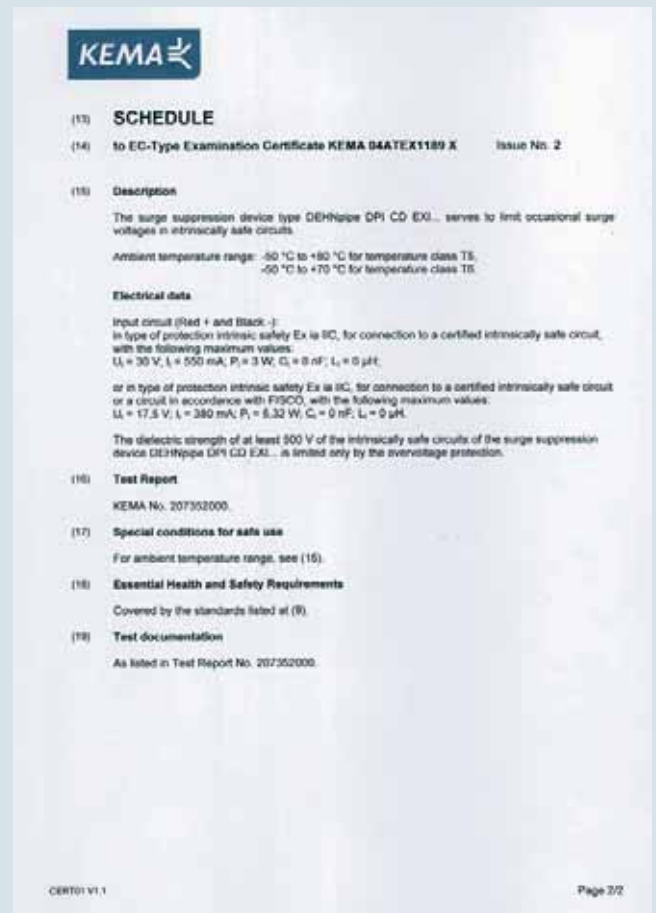 KEMA
(13) SCHEDULE
(14) to EC-Type Examination Certificate KEMA 04ATEX1189 X Issue No. 2
(15) Description
The surge suppression device type DEHNpipe DPI CD EXI... serves to limit occasional surge
voltages in intrinsically safe circuits.
Ambient temperature range: -50 °C to +80 °C for temperature class T5,
-50 °C to +70 °C for temperature class T6.
Electrical data
Input circuit (Red + and Black -):
in type of protection intrinsic safety Ex ia IIC, for connection to a certified intrinsically safe circuit,
with the following maximum values:
Uᵢ = 30 V; Iᵢ = 550 mA; Pᵢ = 3 W; Cᵢ = 0 nF; Lᵢ = 0 µH;
or in type of protection intrinsic safety Ex ia IIC, for connection to a certified intrinsically safe circuit
or a circuit in accordance with FISCO, with the following maximum values:
Uᵢ = 17,5 V; Iᵢ = 380 mA; Pᵢ = 5,32 W; Cᵢ = 0 nF; Lᵢ = 0 µH.
The dielectric strength of at least 500 V of the intrinsically safe circuits of the surge suppression
device DEHNpipe DPI CD EXI... is limited only by the overvoltage protection.
(16) Test Report
KEMA No. 207352000.
(17) Special conditions for safe use
For ambient temperature range, see (15).
(18) Essential Health and Safety Requirements
Covered by the standards listed at (9).
(19) Test documentation
As listed in Test Report No. 207352000.
CERT01 V1.1 Page 2/2